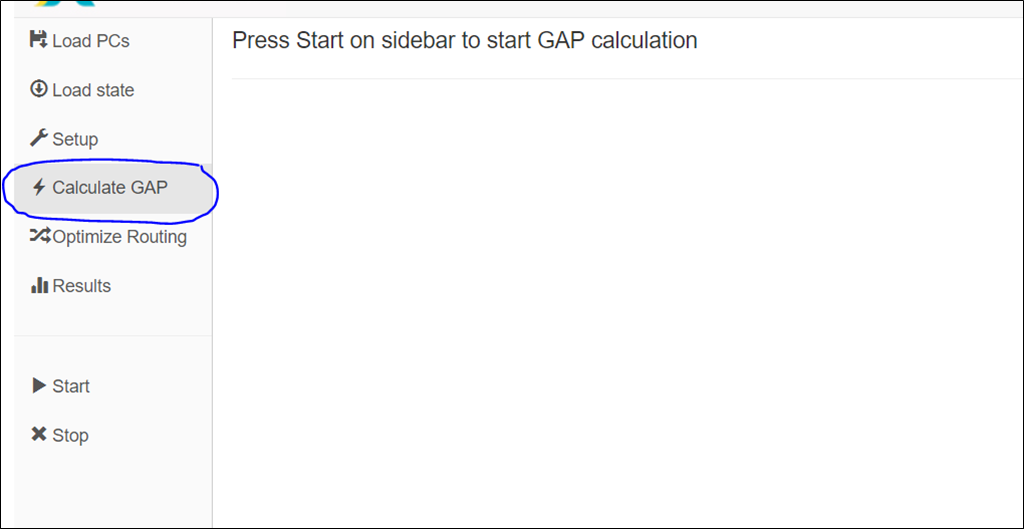 Load PCs
Load state
Setup
Calculate GAP
Optimize Routing
Results
Start
Stop
Press Start on sidebar to start GAP calculation